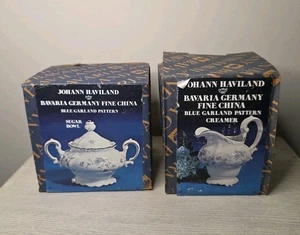 JOHANN HAVILAND
BAVARIA GERMANY FINE CHINA
BLUE GARLAND PATTERN
SUGAR
BOWL
JOHANN HAVILAND
BAVARIA GERMANY
FINE CHINA
BLUE GARLAND PATTERN
CREAMER